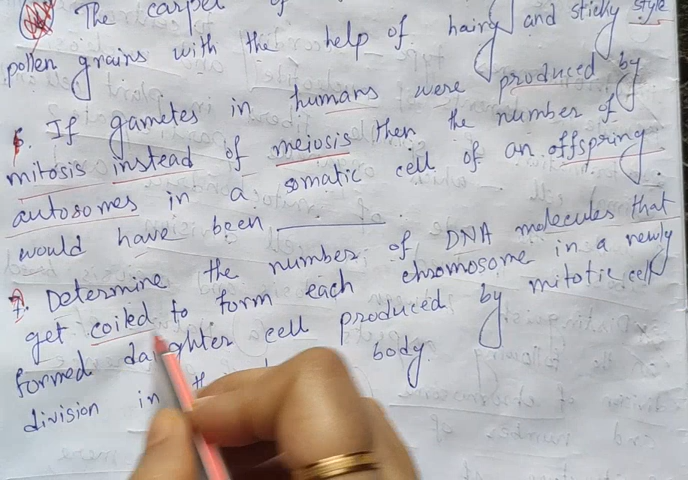 The carpel of
pollen grains with the help of hairy and sticky style
6. If gametes in humans were produced by
mitosis instead of meiosis then the number of
autosomes in a somatic cell of an offspring
would have been ________.
7. Determine the number of DNA molecules that
get coiled to form each chromosome in a newly
formed daughter cell produced by mitotic cell
division in body